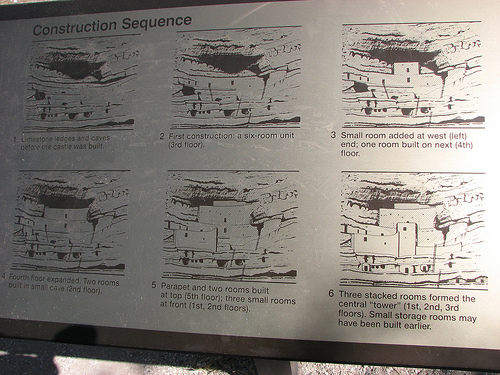 Construction Sequence
1 Limestone ledges and caves
before the castle was built.
2 First construction: a six-room unit
(3rd floor).
3 Small room added at west (left)
end; one room built on next (4th)
floor.
4 Fourth floor expanded. Two rooms
built in small cave (2nd floor).
5 Parapet and two rooms built
at top (5th floor); three small rooms
at front (1st, 2nd floors).
6 Three stacked rooms formed the
central "tower" (1st, 2nd, 3rd
floors). Small storage rooms may
have been built earlier.